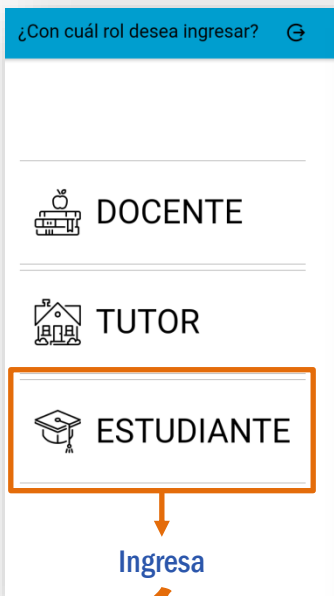 ¿Con cuál rol desea ingresar?
DOCENTE
TUTOR
ESTUDIANTE
Ingresa